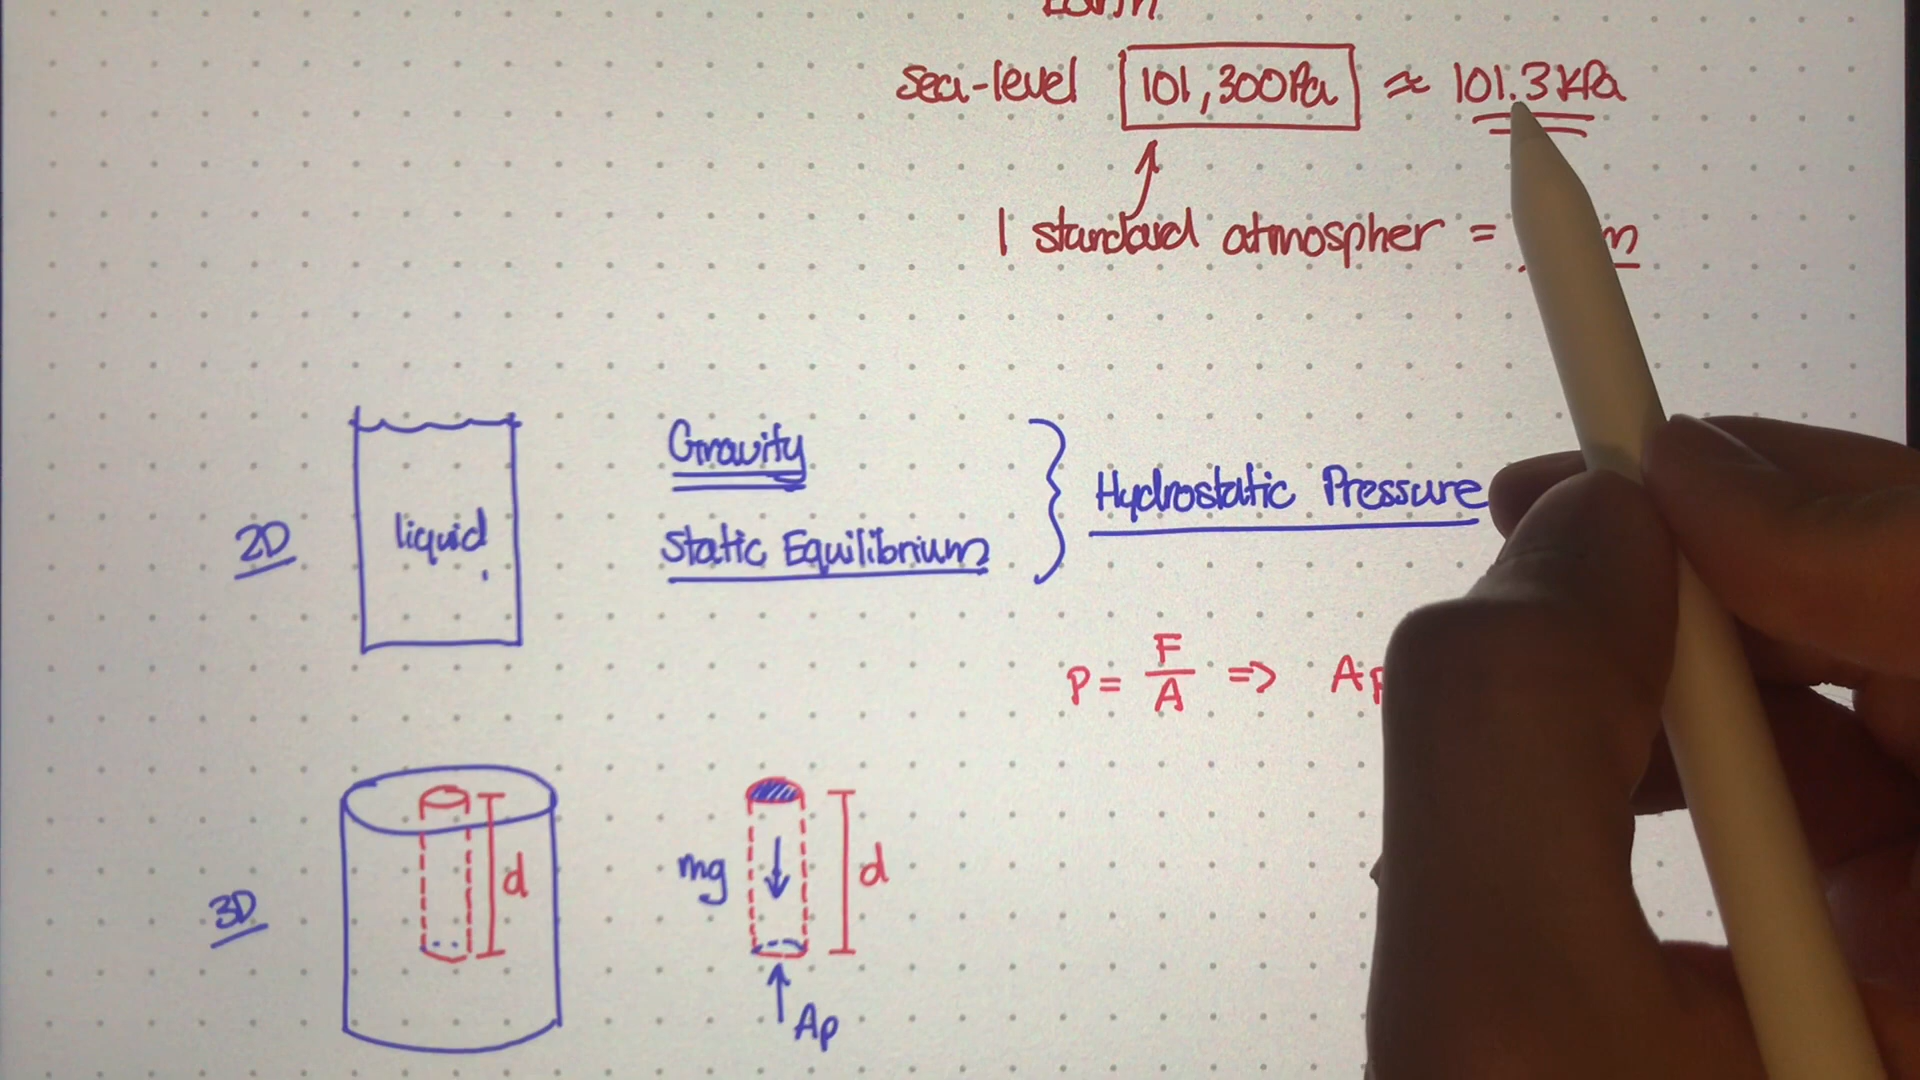 sea-level 101,300Pa ≈ 101.3kPa
1 standard atmospher =
2D
liquid
Gravity
Static Equilibrium
Hydrostatic Pressure
P = F/A => Ap
3D
d
mg
d
Ap